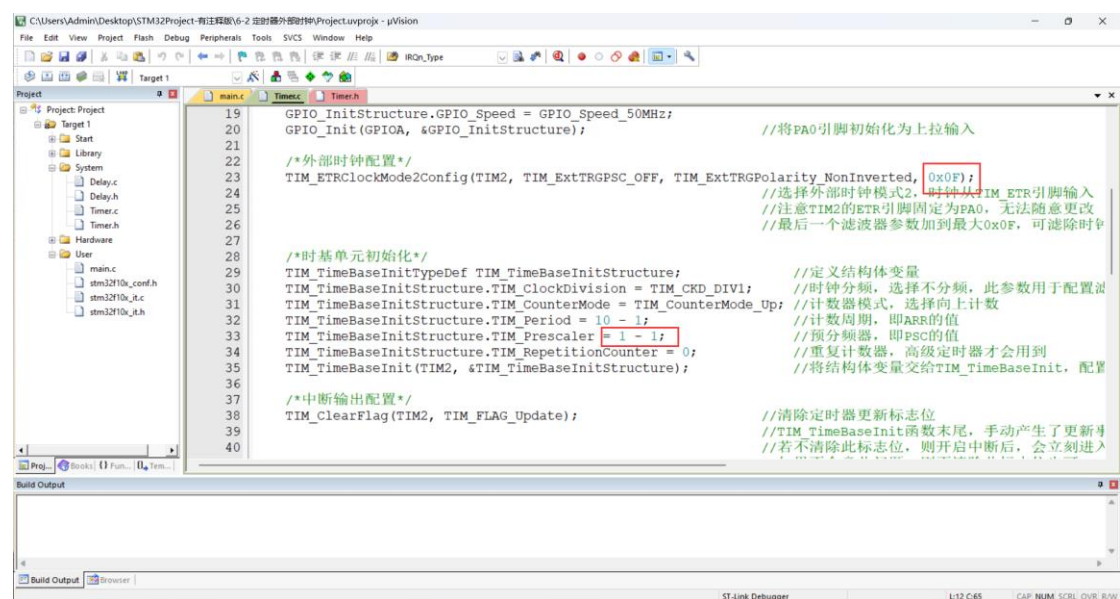 C:\Users\Admin\Desktop\STM32Project-有注释版\6-2 定时器外部时钟\Project.uvprojx - µVision
File Edit View Project Flash Debug Peripherals Tools SVCS Window Help
IRQn_Type
Target 1
Project
main.c Timer.c Timer.h
Project: Project
Target 1
Start
Library
System
Delay.c
Delay.h
Timer.c
Timer.h
Hardware
User
main.c
stm32f10x_conf.h
stm32f10x_it.c
stm32f10x_it.h
19 GPIO_InitStructure.GPIO_Speed = GPIO_Speed_50MHz;
20 GPIO_Init(GPIOA, &GPIO_InitStructure); //将PA0引脚初始化为上拉输入
21
22 /*外部时钟配置*/
23 TIM_ETRClockMode2Config(TIM2, TIM_ExtTRGPSC_OFF, TIM_ExtTRGPolarity_NonInverted, 0x0F);
24 //选择外部时钟模式2，时钟从TIM_ETR引脚输入
25 //注意TIM2的ETR引脚固定为PA0，无法随意更改
26 //最后一个滤波器参数加到最大0x0F，可滤除时钟
27
28 /*时基单元初始化*/
29 TIM_TimeBaseInitTypeDef TIM_TimeBaseInitStructure; //定义结构体变量
30 TIM_TimeBaseInitStructure.TIM_ClockDivision = TIM_CKD_DIV1; //时钟分频，选择不分频，此参数用于配置滤
31 TIM_TimeBaseInitStructure.TIM_CounterMode = TIM_CounterMode_Up; //计数器模式，选择向上计数
32 TIM_TimeBaseInitStructure.TIM_Period = 10 - 1; //计数周期，即ARR的值
33 TIM_TimeBaseInitStructure.TIM_Prescaler = 1 - 1; //预分频器，即PSC的值
34 TIM_TimeBaseInitStructure.TIM_RepetitionCounter = 0; //重复计数器，高级定时器才会用到
35 TIM_TimeBaseInit(TIM2, &TIM_TimeBaseInitStructure); //将结构体变量交给TIM_TimeBaseInit，配置
36
37 /*中断输出配置*/
38 TIM_ClearFlag(TIM2, TIM_FLAG_Update); //清除定时器更新标志位
39 //TIM_TimeBaseInit函数末尾，手动产生了更新事
40 //若不清除此标志位，则开启中断后，会立刻进入
Proj... Books {} Fun... Tem...
Build Output
Build Output Browser
ST-Link Debugger L:12 C:65 CAP NUM SCRL OVR R/W